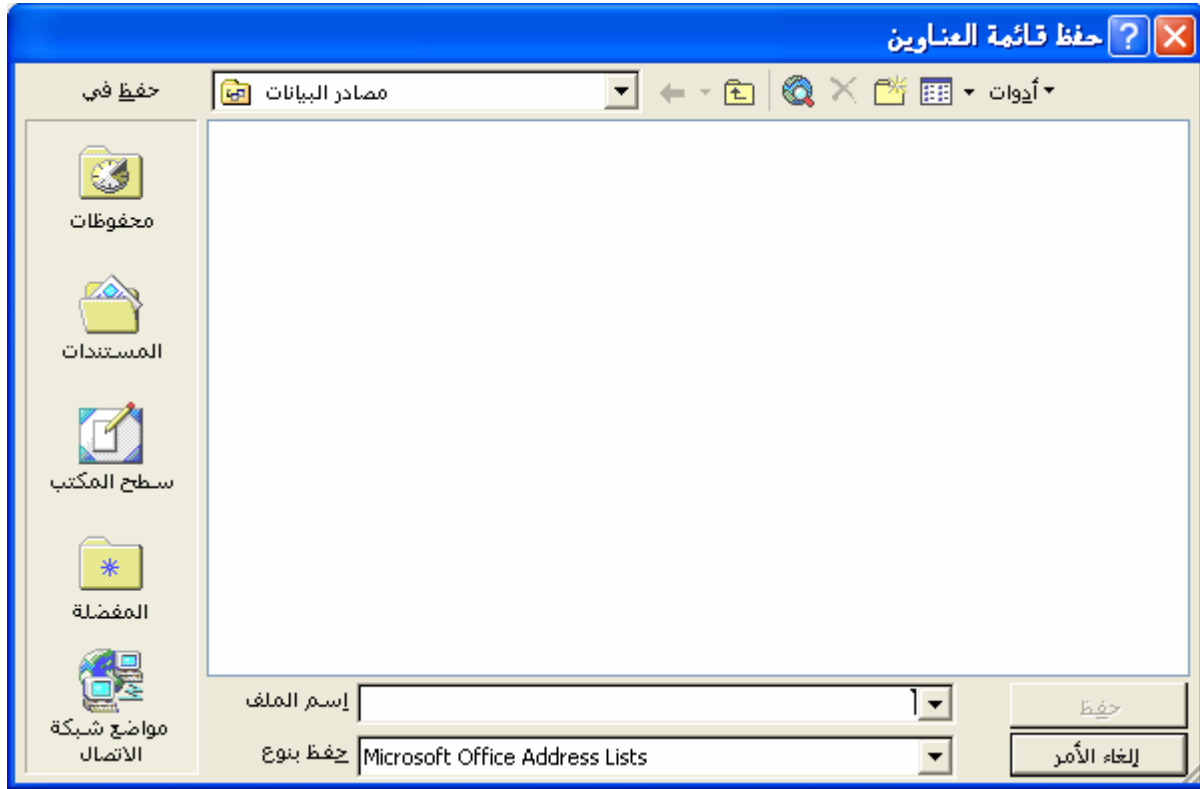 حفظ قائمة العناوين
حفظ في
مصادر البيانات
أدوات
محفوظات
المستندات
سطح المكتب
المفضلة
مواضع شبكة
الاتصال
إسم الملف
حفظ
حفظ بنوع
Microsoft Office Address Lists
إلغاء الأمر